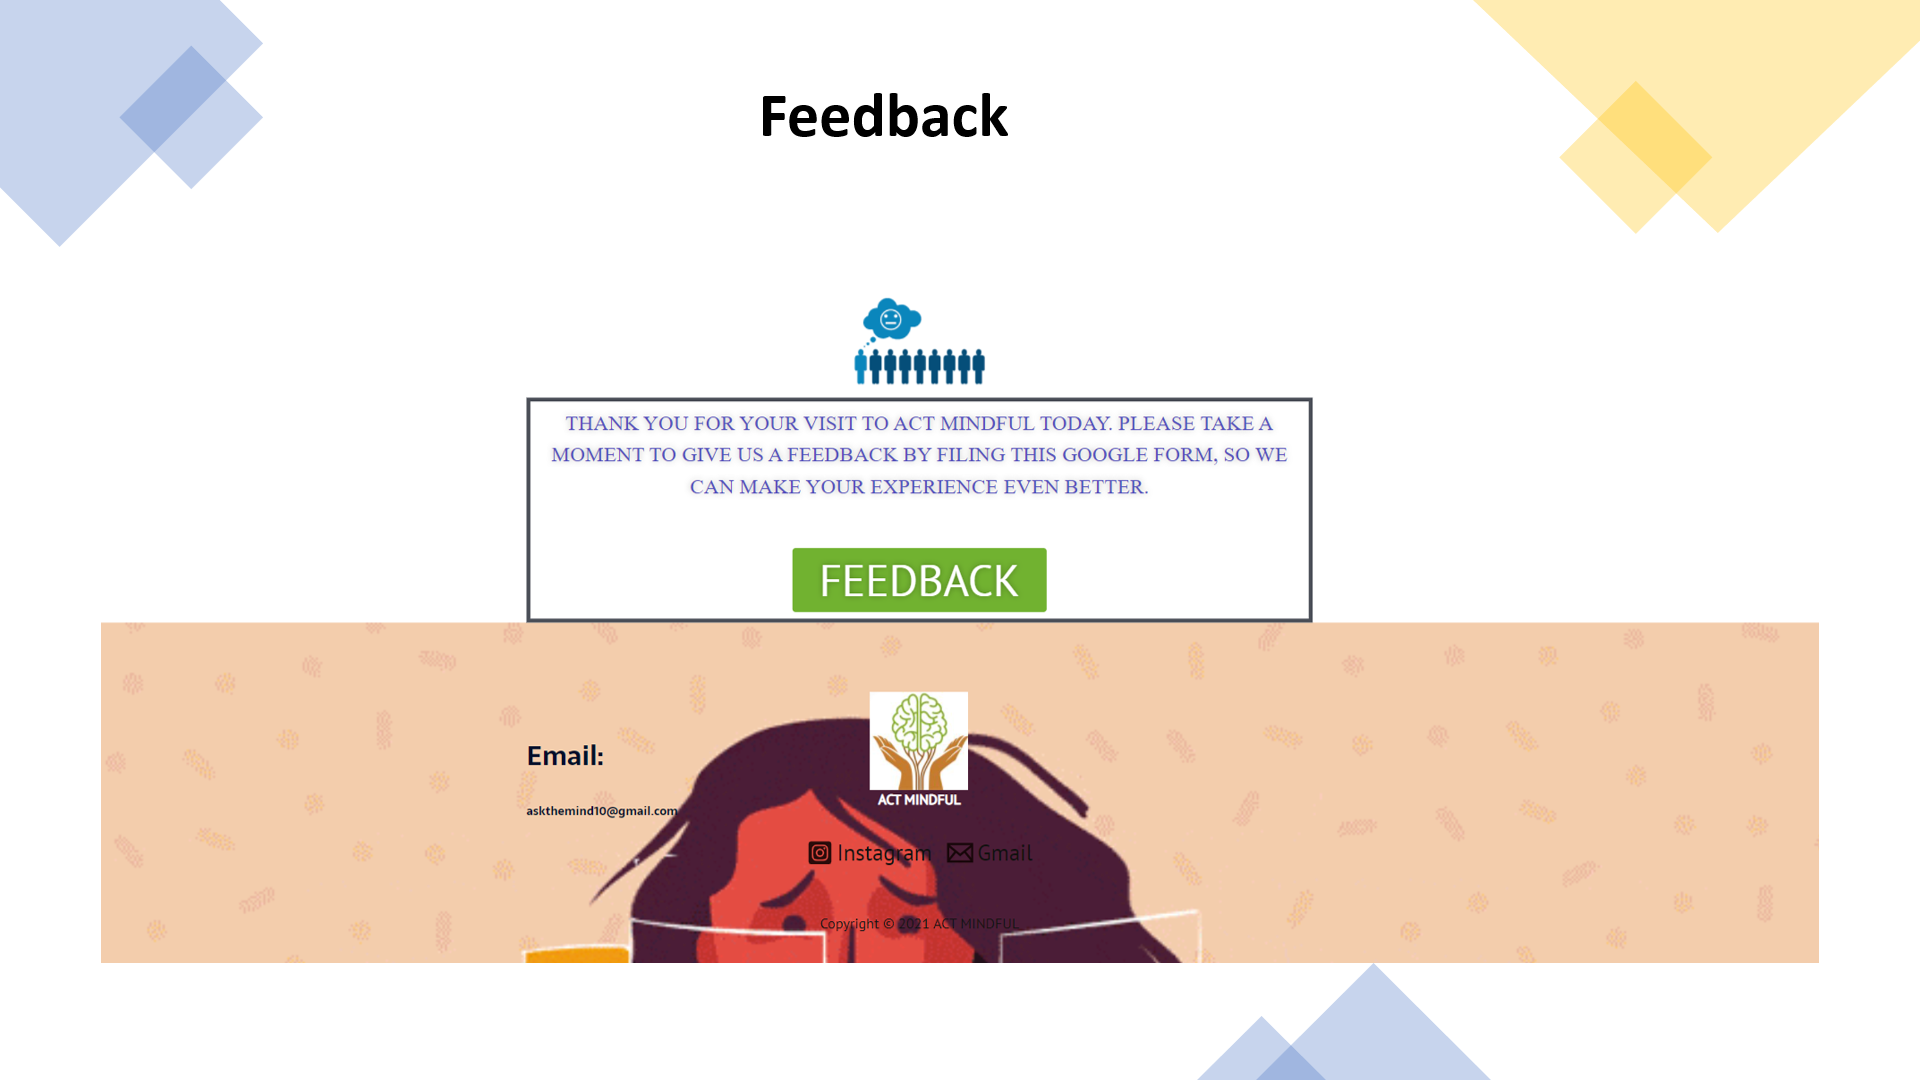 Feedback
THANK YOU FOR YOUR VISIT TO ACT MINDFUL TODAY. PLEASE TAKE A
MOMENT TO GIVE US A FEEDBACK BY FILING THIS GOOGLE FORM, SO WE
CAN MAKE YOUR EXPERIENCE EVEN BETTER.
FEEDBACK
Email:
askthemind10@gmail.com
ACT MINDFUL
Instagram Gmail
Copyright © 2021 ACT MINDFUL